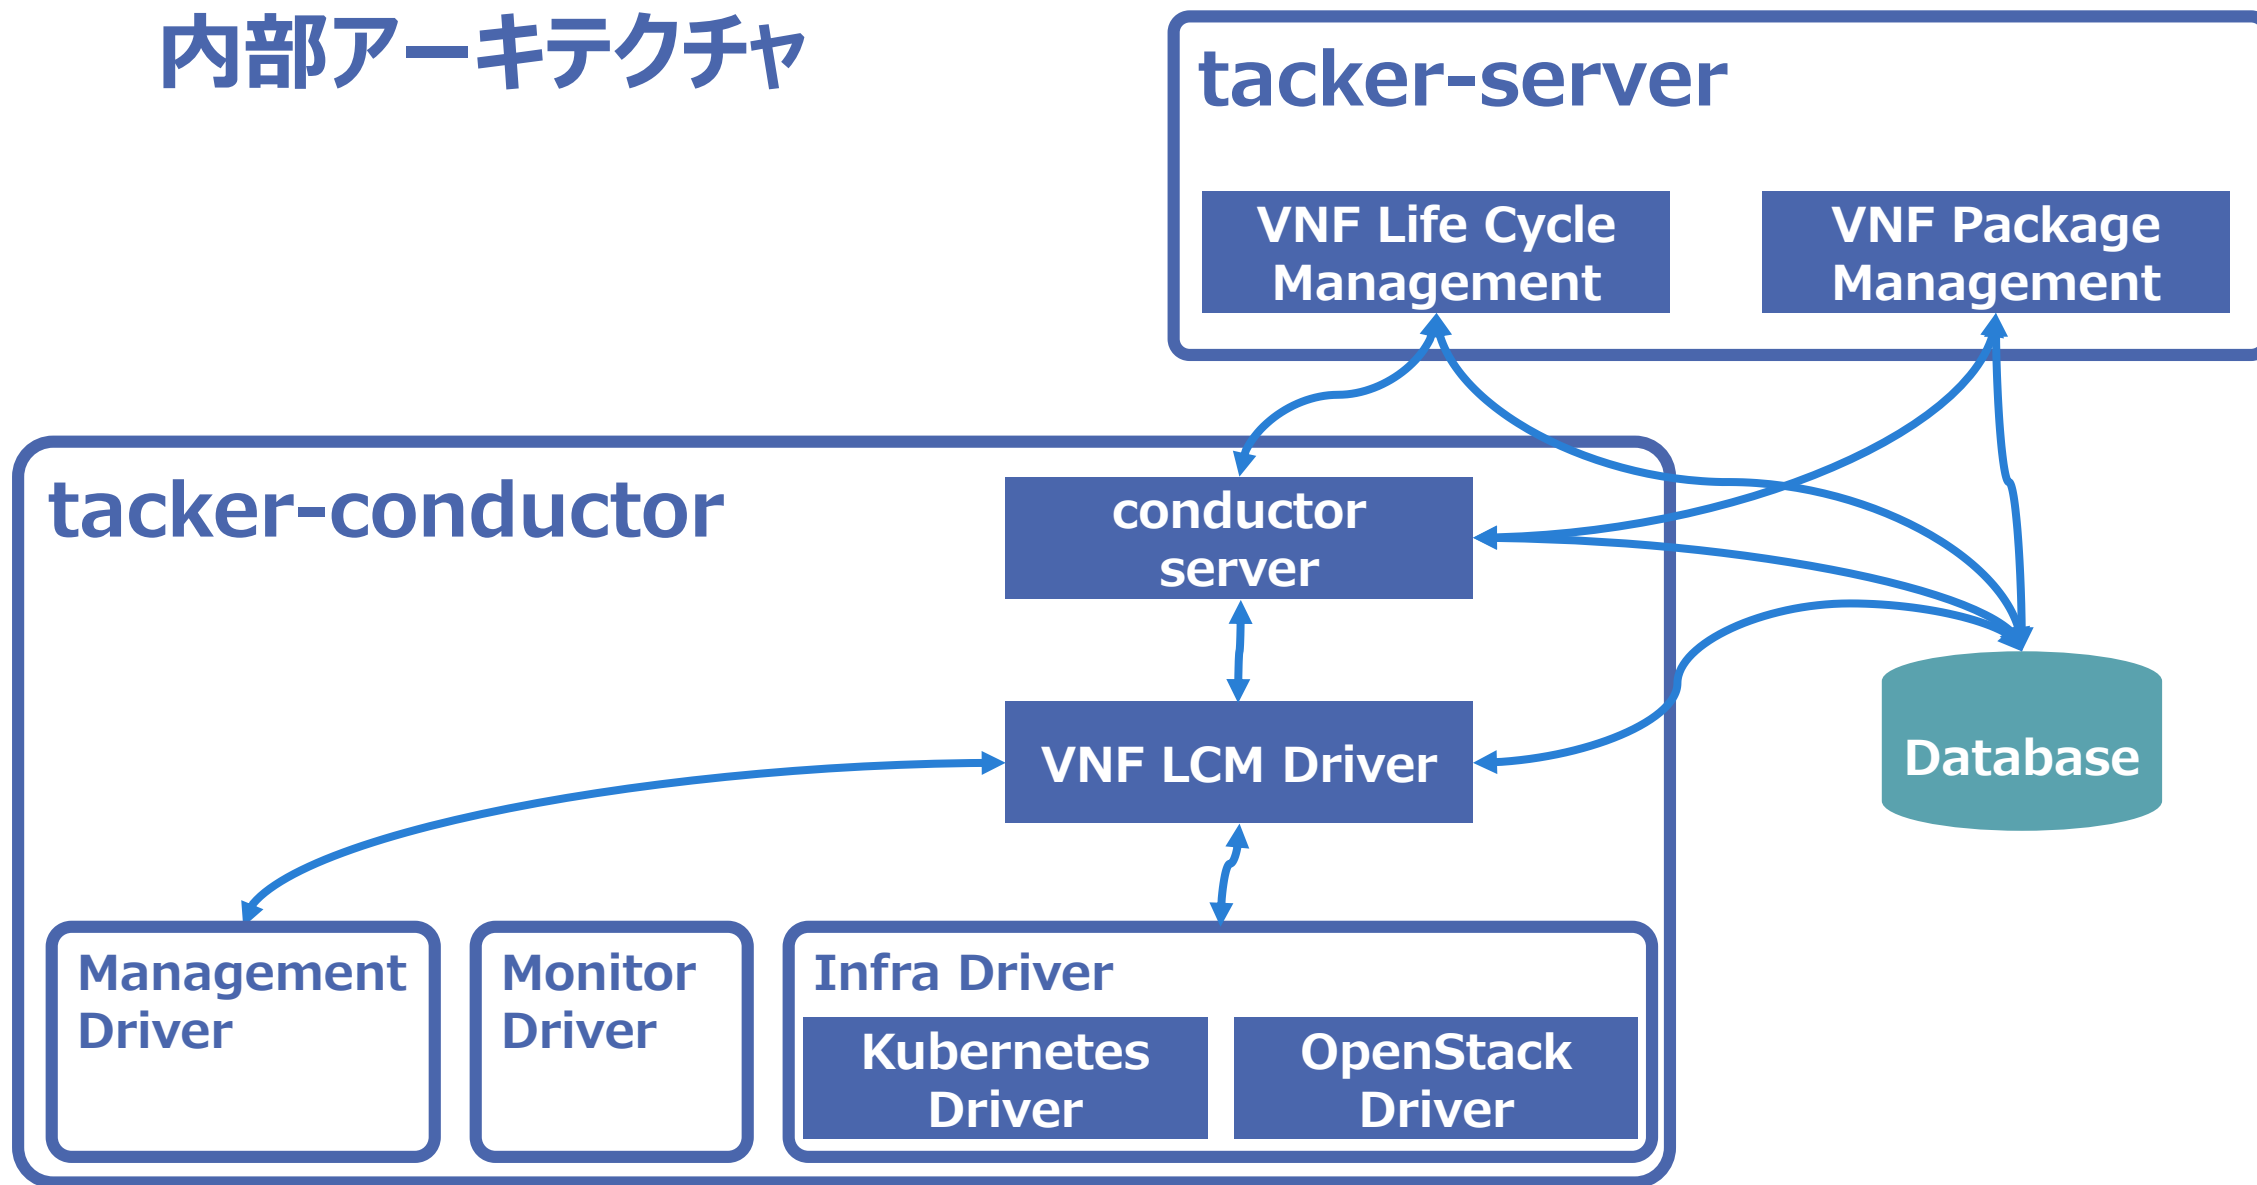 内部アーキテクチャ
tacker-server
VNF Life Cycle
Management
VNF Package
Management
tacker-conductor
conductor
server
VNF LCM Driver
Database
Management
Driver
Monitor
Driver
Infra Driver
Kubernetes
Driver
OpenStack
Driver